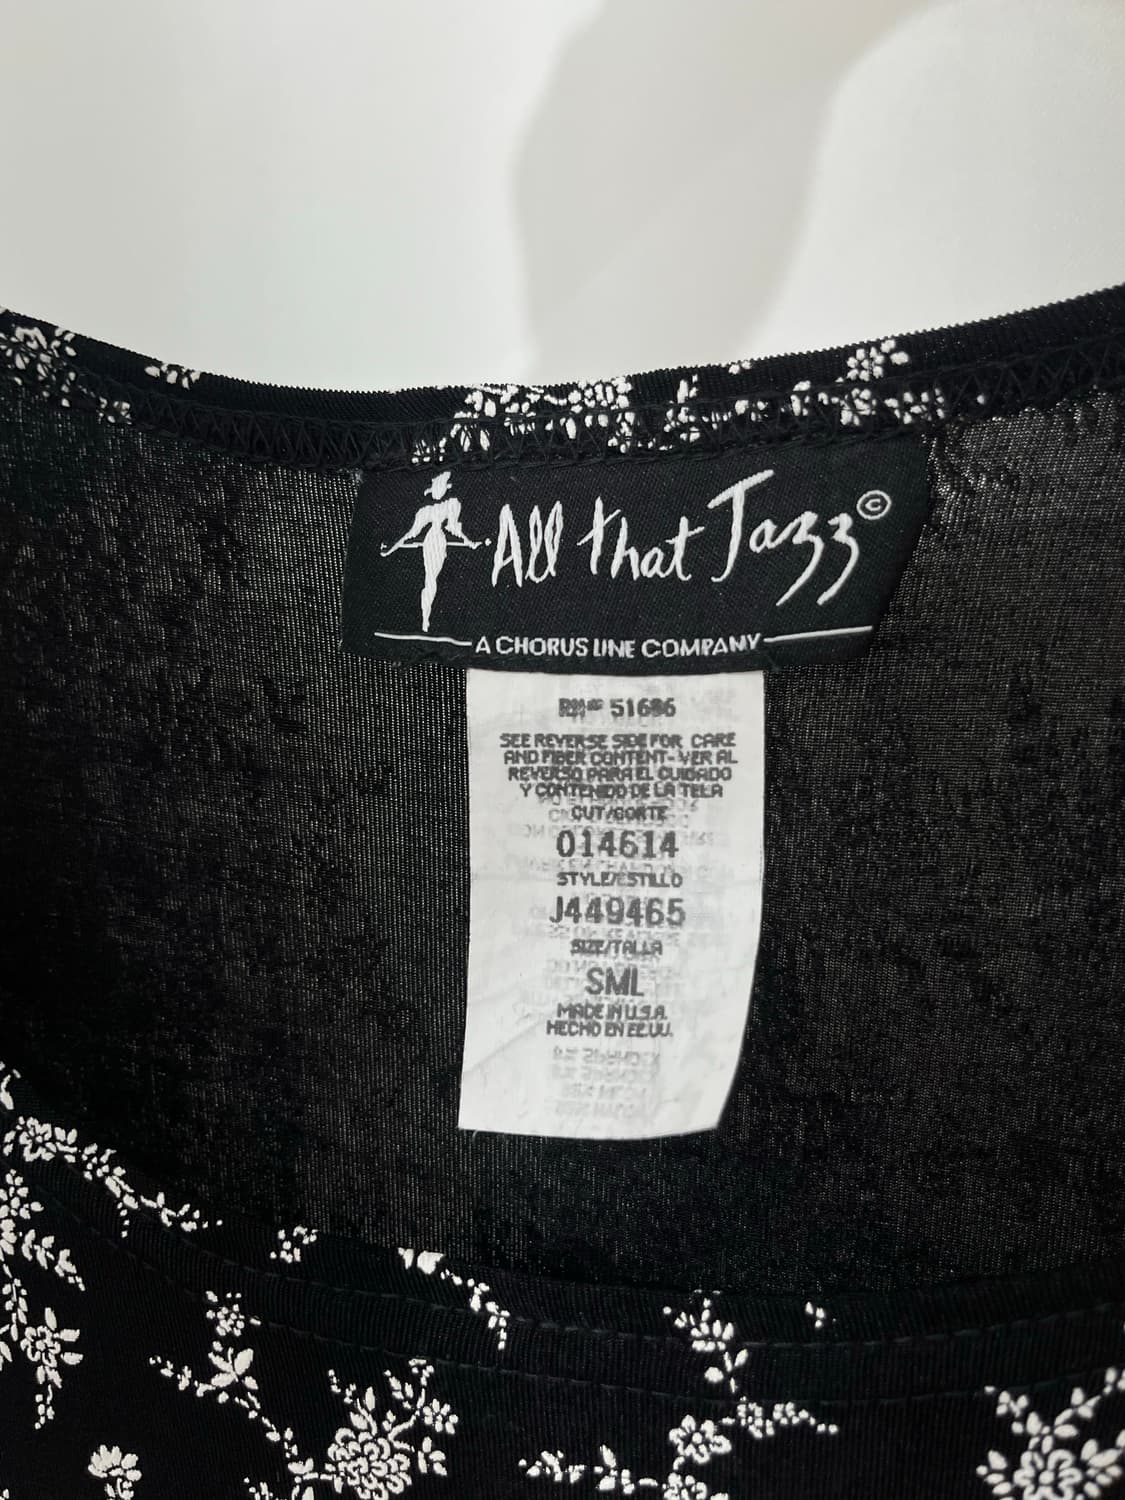 All that Jazz ©
A CHORUS LINE COMPANY
RN# 51686
SEE REVERSE SIDE FOR CARE
AND FIBER CONTENT-VER AL
REVERSO PARA EL CUIDADO
Y CONTENIDO DE LA TELA
CUT/CORTE
014614
STYLE/ESTILLO
J449465
SIZE/TALLA
SML
MADE IN U.S.A.
HECHO EN EE.UU.